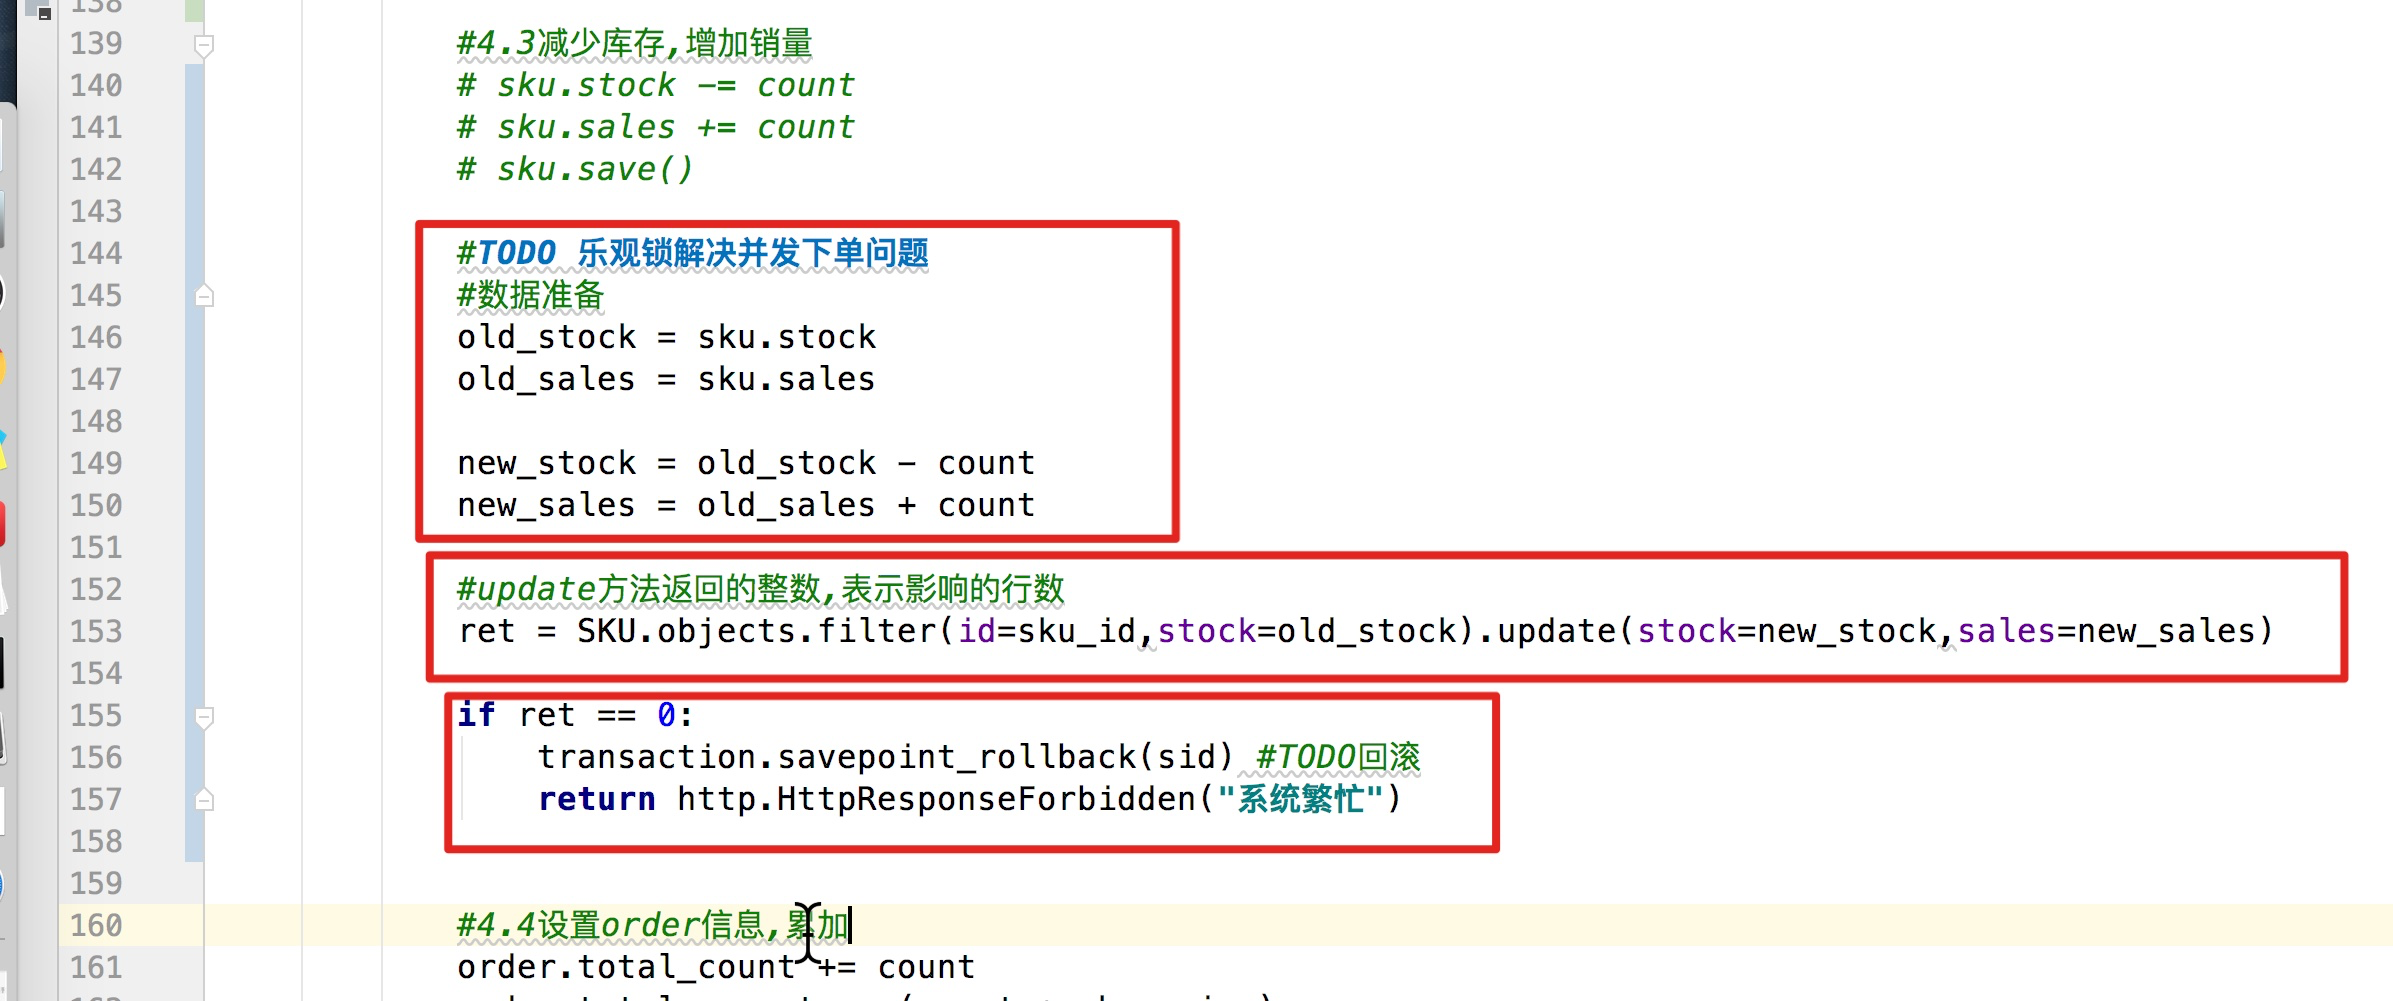 138
139 #4.3减少库存,增加销量
140 # sku.stock -= count
141 # sku.sales += count
142 # sku.save()
143
144 #TODO 乐观锁解决并发下单问题
145 #数据准备
146 old_stock = sku.stock
147 old_sales = sku.sales
148
149 new_stock = old_stock - count
150 new_sales = old_sales + count
151
152 #update方法返回的整数,表示影响的行数
153 ret = SKU.objects.filter(id=sku_id,stock=old_stock).update(stock=new_stock,sales=new_sales)
154
155 if ret == 0:
156 transaction.savepoint_rollback(sid) #TODO回滚
157 return http.HttpResponseForbidden("系统繁忙")
158
159
160 #4.4设置order信息,累加
161 order.total_count += count